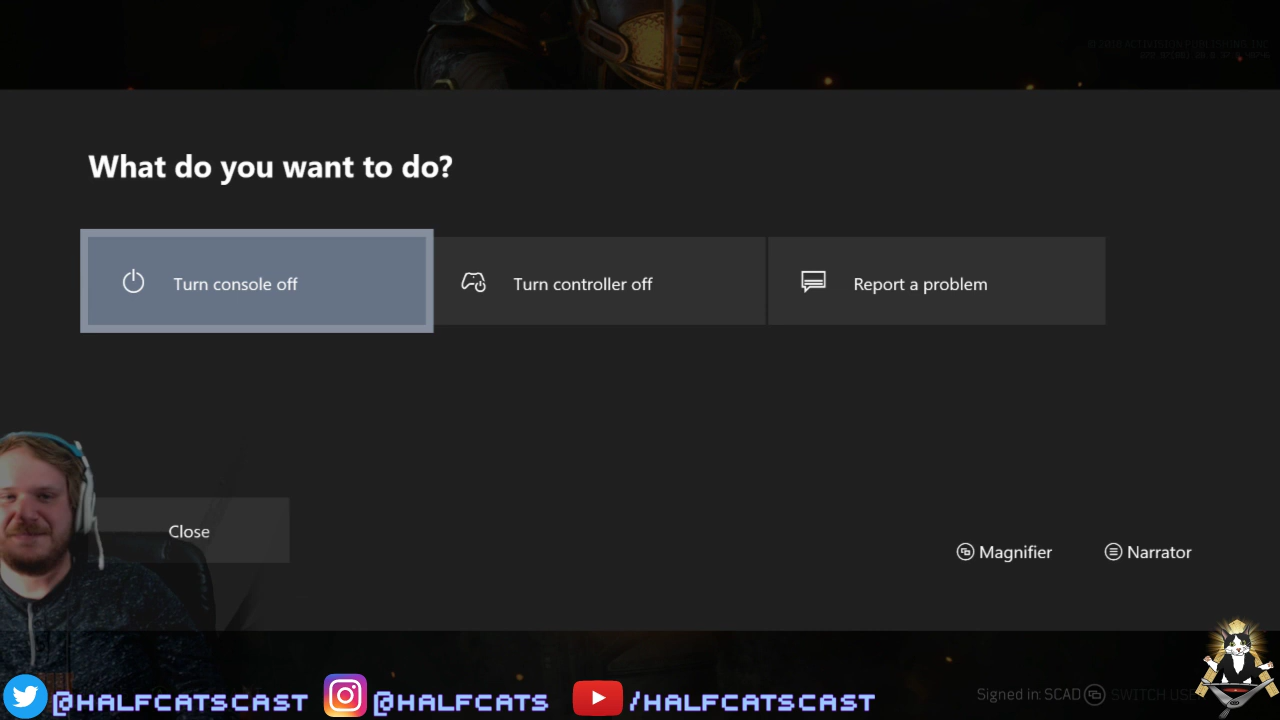 What do you want to do?
Turn console off
Turn controller off
Report a problem
Close
Magnifier
Narrator
Signed in: SCAD
SWITCH
@HALFCATSCAST
@HALFCATS
/HALFCATSCAST